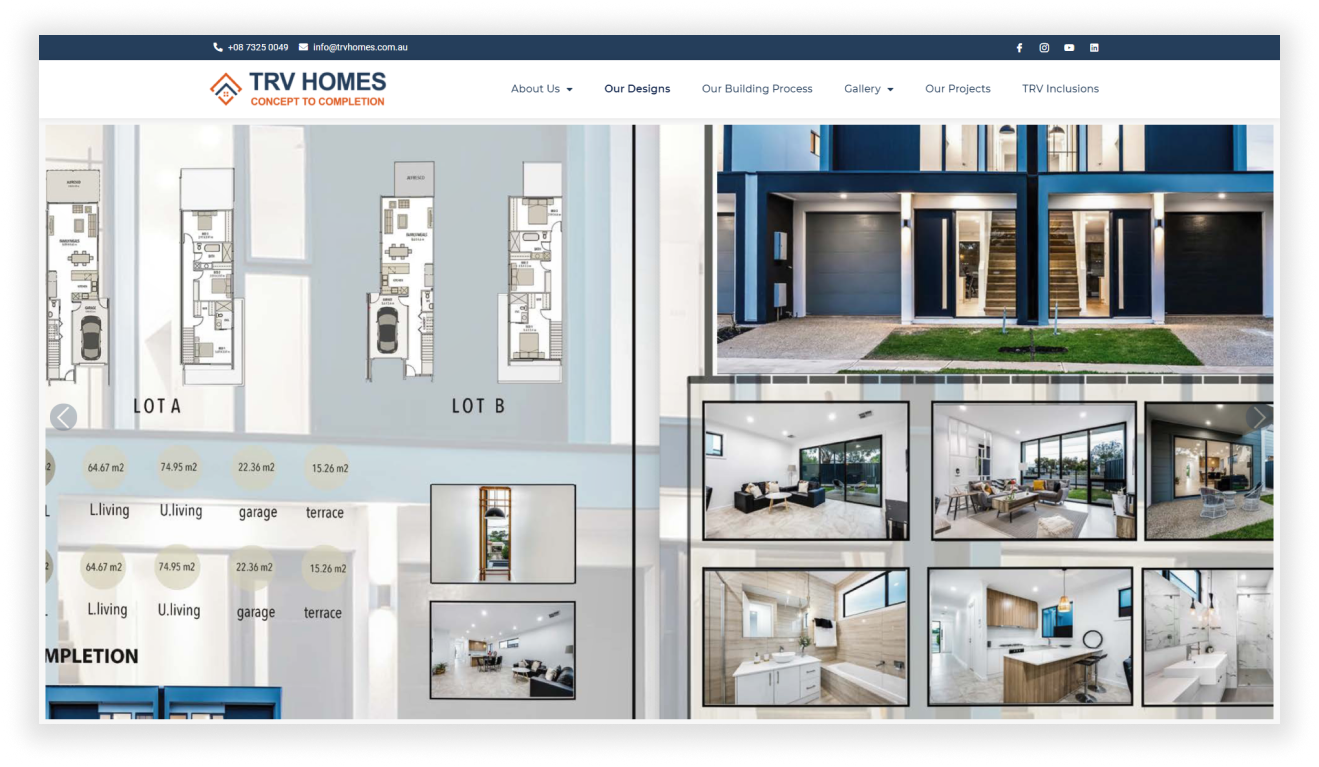 +08 7325 0049 info@trvhomes.com.au
TRV HOMES
CONCEPT TO COMPLETION
About Us Our Designs Our Building Process Gallery Our Projects TRV Inclusions
LOT A LOT B
64.67 m2 74.95 m2 22.36 m2 15.26 m2
L.living U.living garage terrace
64.67 m2 74.95 m2 22.36 m2 15.26 m2
L.living U.living garage terrace
MPLETION